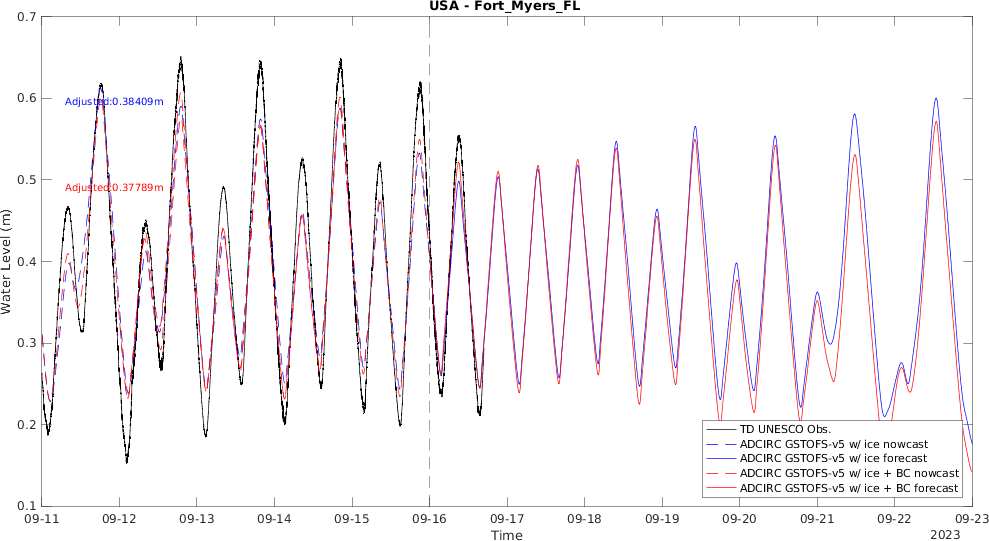 USA - Fort_Myers_FL
0.7
0.6
0.5
0.4
0.3
0.2
0.1
Water Level (m)
Adjusted:0.38409m
Adjusted:0.37789m
TD UNESCO Obs.
ADCIRC GSTOFS-v5 w/ ice nowcast
ADCIRC GSTOFS-v5 w/ ice forecast
ADCIRC GSTOFS-v5 w/ ice + BC nowcast
ADCIRC GSTOFS-v5 w/ ice + BC forecast
09-11 09-12 09-13 09-14 09-15 09-16 09-17 09-18 09-19 09-20 09-21 09-22 09-23
Time
2023